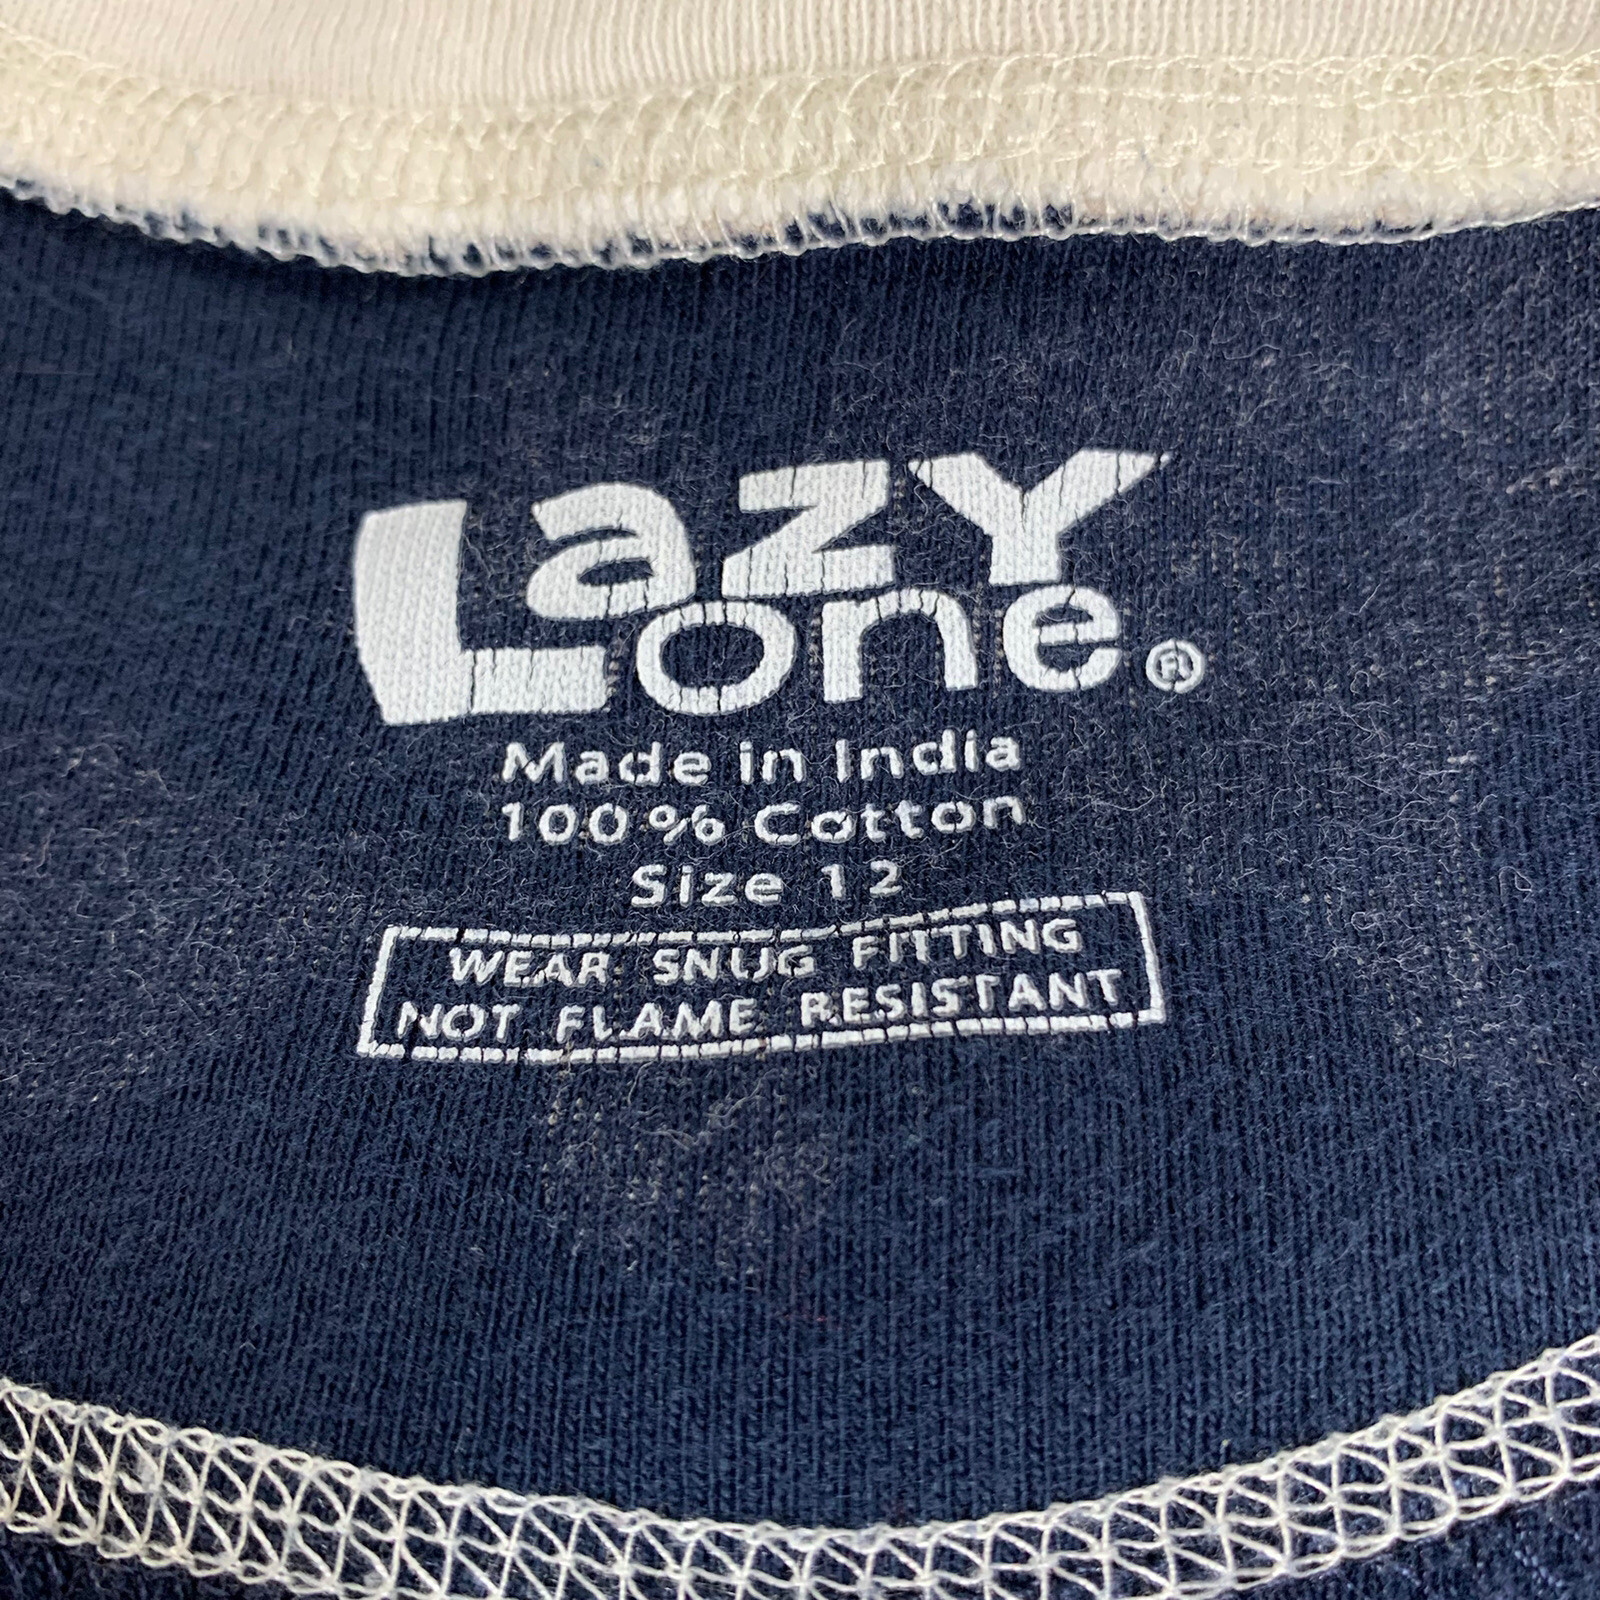 Lazy
one®
Made in India
100% Cotton
Size 12
WEAR SNUG FITTING
NOT FLAME RESISTANT